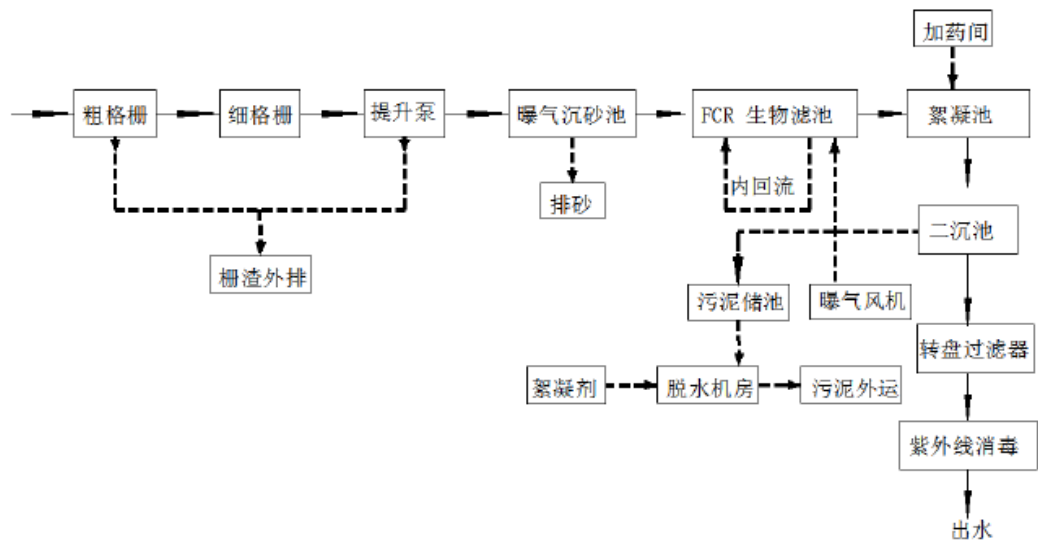 加药间
粗格栅
细格栅
提升泵
曝气沉砂池
FCR 生物滤池
絮凝池
内回流
排砂
二沉池
栅渣外排
污泥储池
曝气风机
转盘过滤器
絮凝剂
脱水机房
污泥外运
紫外线消毒
出水